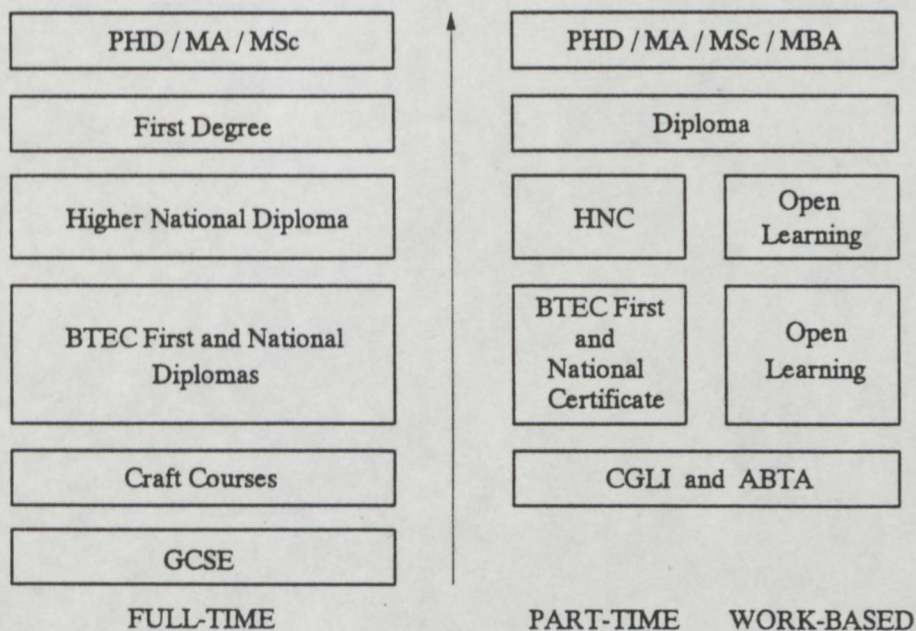 PHD / MA / MSc
First Degree
Higher National Diploma
BTEC First and National
Diplomas
Craft Courses
GCSE
FULL-TIME
PHD / MA / MSc / MBA
Diploma
HNC
Open
Learning
BTEC First
and
National
Certificate
Open
Learning
CGLI and ABTA
PART-TIME
WORK-BASED